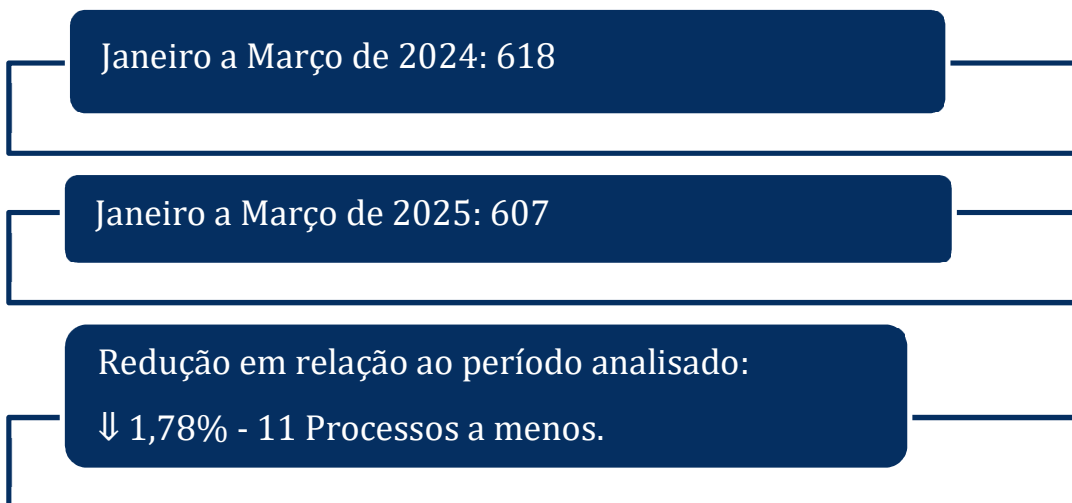 Janeiro a Março de 2024: 618
Janeiro a Março de 2025: 607
Redução em relação ao período analisado:
⇓ 1,78% - 11 Processos a menos.